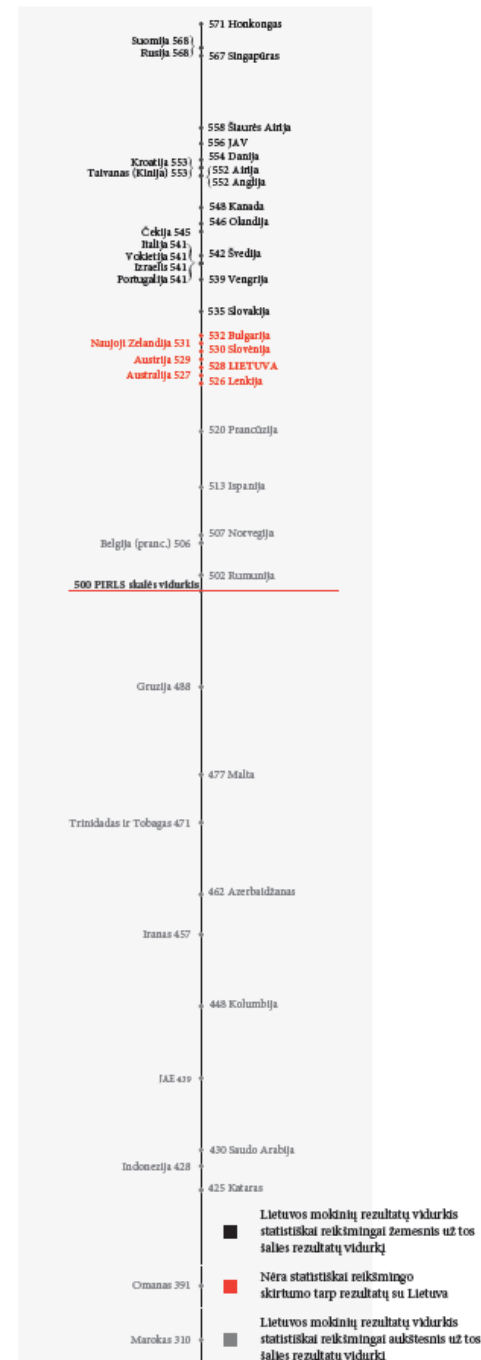 571 Honkongas
Suomija 568
Rusija 568
567 Singapūras
558 Šiaurės Airija
556 JAV
554 Danija
Kroatija 553
Taivanas (Kinija) 553
552 Airija
552 Anglija
548 Kanada
546 Olandija
Čekija 545
542 Švedija
Italija 541
Vokietija 541
Izraelis 541
Portugalija 541
539 Vengrija
535 Slovakija
532 Bulgarija
Naujoji Zelandija 531
530 Slovėnija
Austrija 529
528 LIETUVA
Australija 527
526 Lenkija
520 Prancūzija
513 Ispanija
507 Norvegija
Belgija (pranc.) 506
502 Rumunija
500 PIRLS skalės vidurkis
Gruzija 488
477 Malta
Trinidadas ir Tobagas 471
462 Azerbaidžanas
Iranas 457
448 Kolumbija
JAE 439
430 Saudo Arabija
Indonezija 428
425 Kataras
Lietuvos mokinių rezultatų vidurkis
statistiškai reikšmingai žemesnis už tos
šalies rezultatų vidurkį
Omanas 391
Nėra statistiškai reikšmingo
skirtumo tarp rezultatų su Lietuva
Marokas 310
Lietuvos mokinių rezultatų vidurkis
statistiškai reikšmingai aukštesnis už tos
šalies rezultatų vidurkį